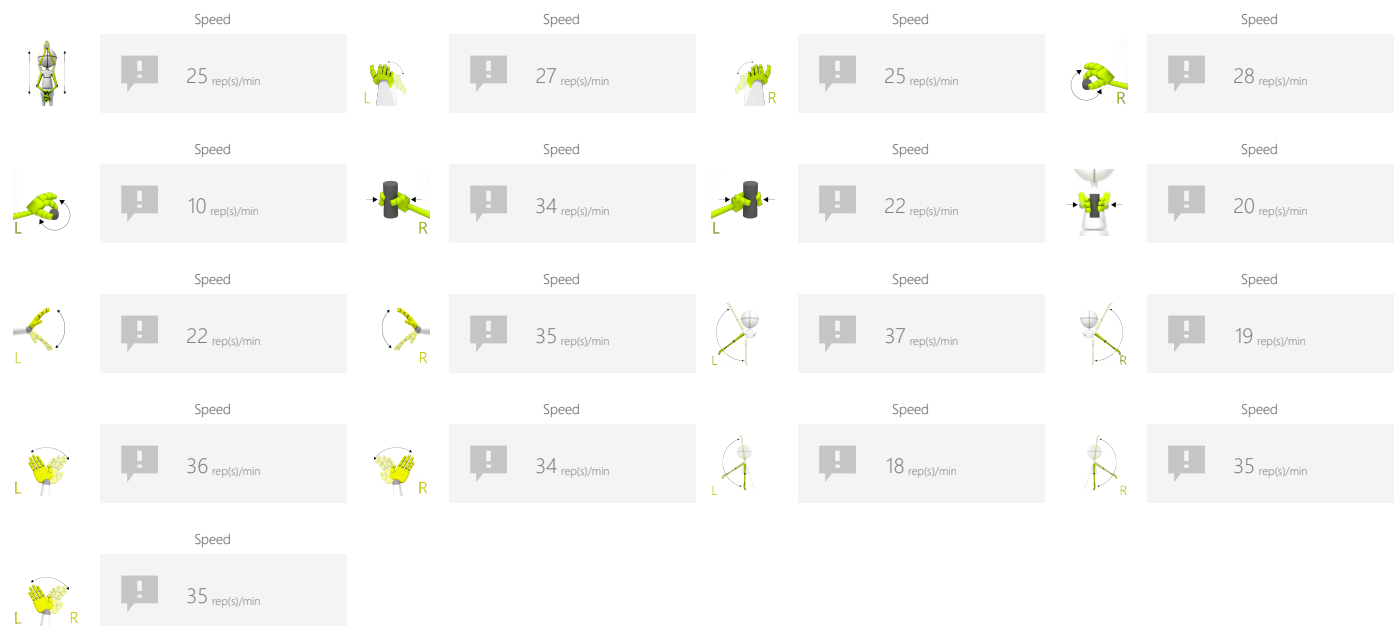 Speed Speed Speed Speed
25 rep(s)/min L 27 rep(s)/min R 25 rep(s)/min R 28 rep(s)/min
Speed Speed Speed Speed
L 10 rep(s)/min R 34 rep(s)/min L 22 rep(s)/min 20 rep(s)/min
Speed Speed Speed Speed
L 22 rep(s)/min R 35 rep(s)/min L 37 rep(s)/min R 19 rep(s)/min
Speed Speed Speed Speed
L 36 rep(s)/min R 34 rep(s)/min L 18 rep(s)/min R 35 rep(s)/min
Speed
L R 35 rep(s)/min